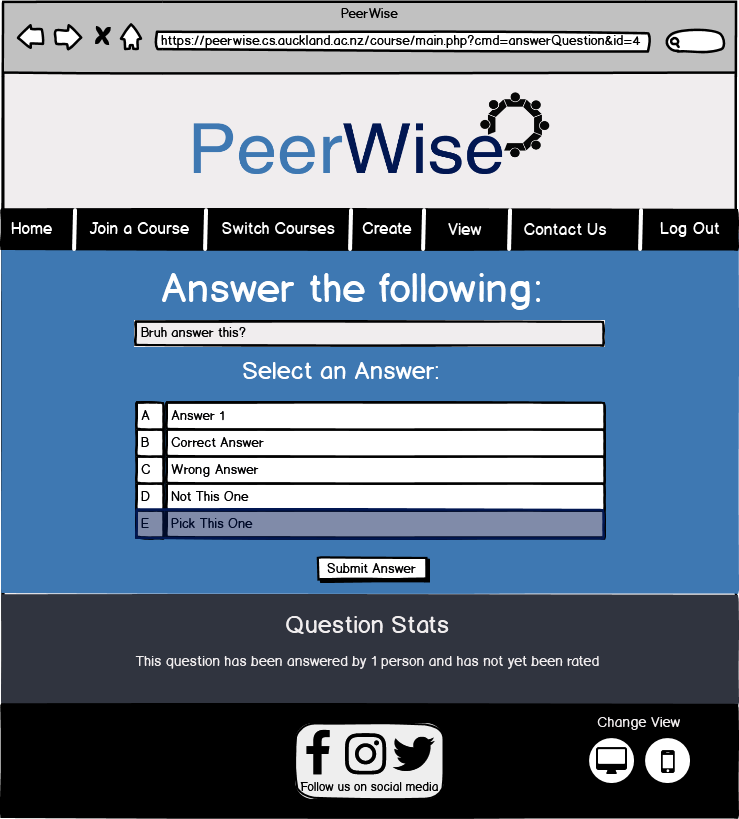 PeerWise
https://peerwise.cs.auckland.ac.nz/course/main.php?cmd=answerQuestion&id=4
PeerWise
Home Join a Course Switch Courses Create View Contact Us Log Out
Answer the following:
Bruh answer this?
Select an Answer:
A Answer 1
B Correct Answer
C Wrong Answer
D Not This One
E Pick This One
Submit Answer
Question Stats
This question has been answered by 1 person and has not yet been rated
Change View
Follow us on social media